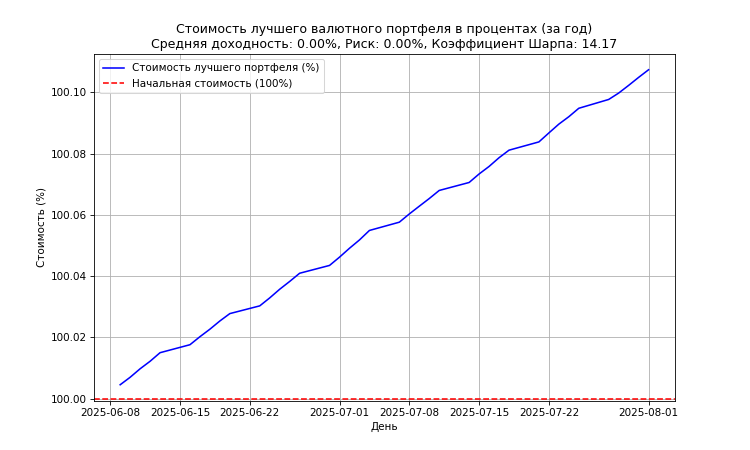 Стоимость лучшего валютного портфеля в процентах (за год)
Средняя доходность: 0.00%, Риск: 0.00%, Коэффициент Шарпа: 14.17
Стоимость лучшего портфеля (%)
Начальная стоимость (100%)
Стоимость (%)
100.10
100.08
100.06
100.04
100.02
100.00
2025-06-08
2025-06-15
2025-06-22
2025-07-01
2025-07-08
2025-07-15
2025-07-22
2025-08-01
День